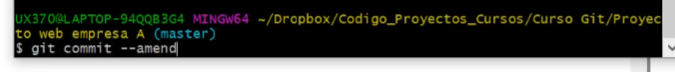 UX370@LAPTOP-94QQB3G4 MINGW64 ~/Dropbox/Codigo_Proyectos_Cursos/Curso Git/Proyec
to web empresa A (master)
$ git commit --amend